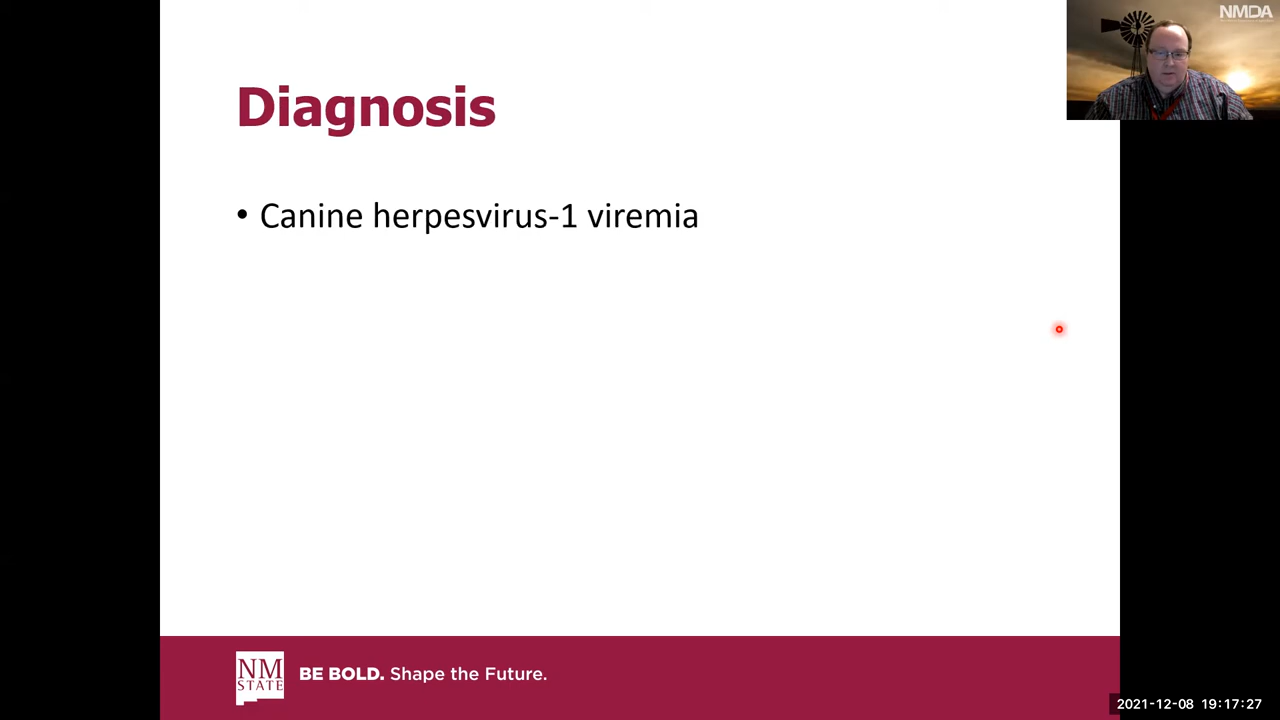 NMDA
Diagnosis
• Canine herpesvirus-1 viremia
NM
STATE
BE BOLD. Shape the Future.
2021-12-08 19:17:27